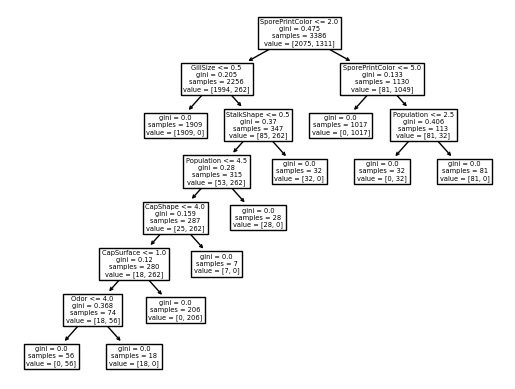 SporePrintColor <= 2.0
gini = 0.475
samples = 3386
value = [2075, 1311]
GillSize <= 0.5
gini = 0.205
samples = 2256
value = [1994, 262]
SporePrintColor <= 5.0
gini = 0.133
samples = 1130
value = [81, 1049]
gini = 0.0
samples = 1909
value = [1909, 0]
StalkShape <= 0.5
gini = 0.37
samples = 347
value = [85, 262]
gini = 0.0
samples = 1017
value = [0, 1017]
Population <= 2.5
gini = 0.406
samples = 113
value = [81, 32]
Population <= 4.5
gini = 0.28
samples = 315
value = [53, 262]
gini = 0.0
samples = 32
value = [32, 0]
gini = 0.0
samples = 32
value = [0, 32]
gini = 0.0
samples = 81
value = [81, 0]
CapShape <= 4.0
gini = 0.159
samples = 287
value = [25, 262]
gini = 0.0
samples = 28
value = [28, 0]
CapSurface <= 1.0
gini = 0.12
samples = 280
value = [18, 262]
gini = 0.0
samples = 7
value = [7, 0]
Odor <= 4.0
gini = 0.368
samples = 74
value = [18, 56]
gini = 0.0
samples = 206
value = [0, 206]
gini = 0.0
samples = 56
value = [0, 56]
gini = 0.0
samples = 18
value = [18, 0]